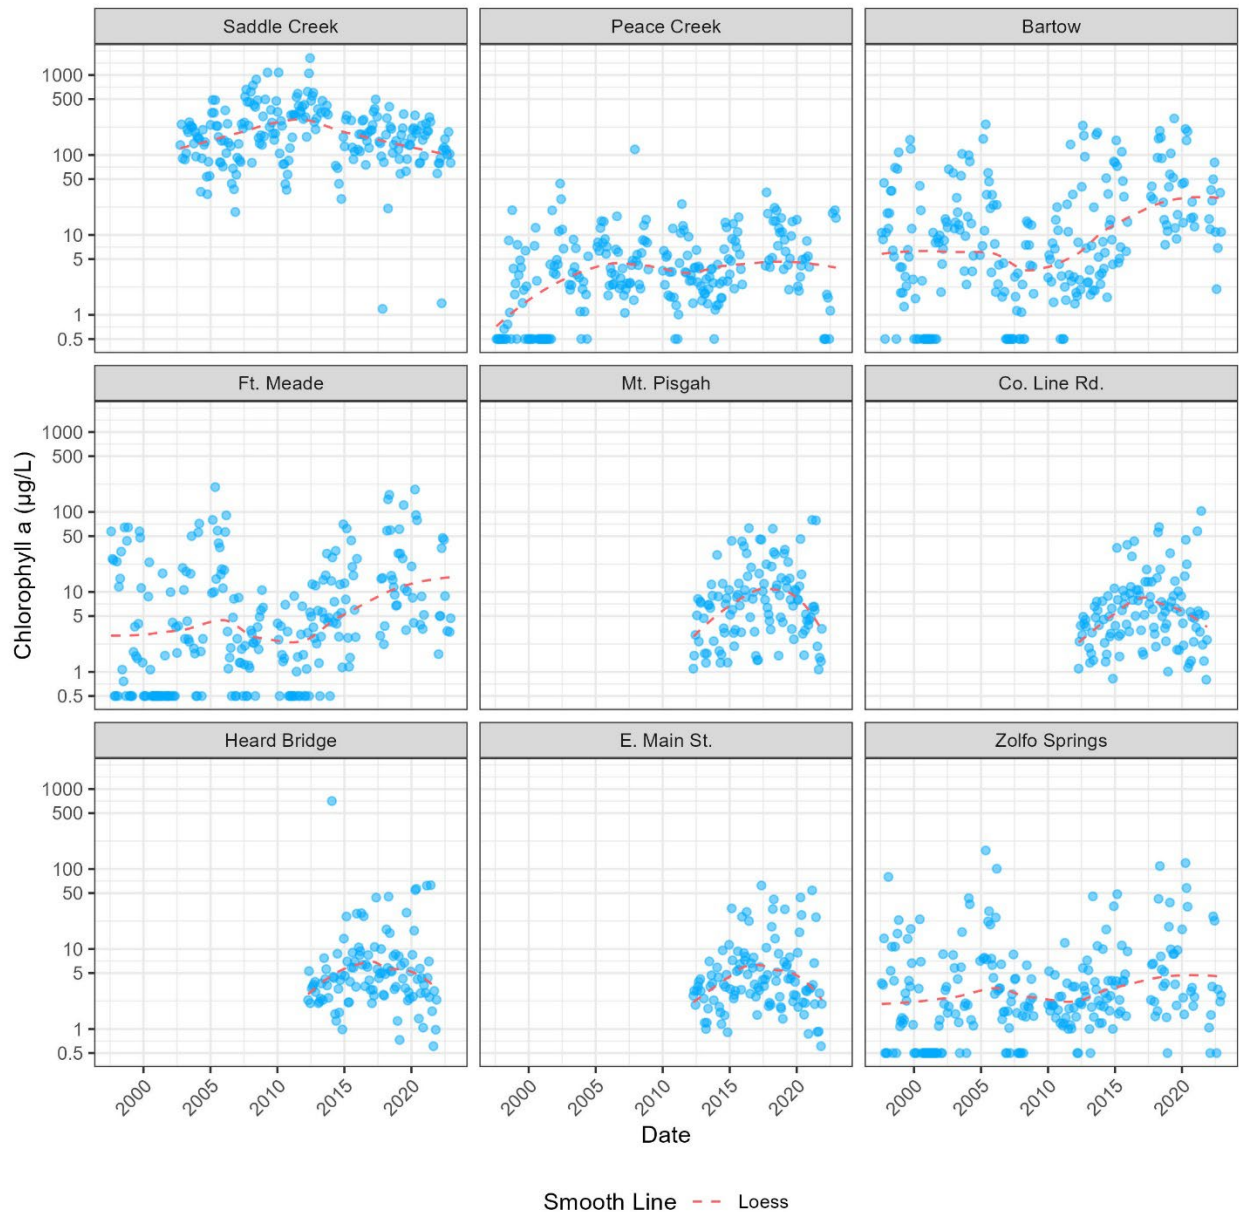 Saddle Creek
Peace Creek
Bartow
1000
500
100
50
10
5
1
0.5
Ft. Meade
Mt. Pisgah
Co. Line Rd.
1000
500
100
50
10
5
1
0.5
Chlorophyll a (μg/L)
Heard Bridge
E. Main St.
Zolfo Springs
1000
500
100
50
10
5
1
0.5
2000 2005 2010 2015 2020
2000 2005 2010 2015 2020
2000 2005 2010 2015 2020
Date
Smooth Line Loess